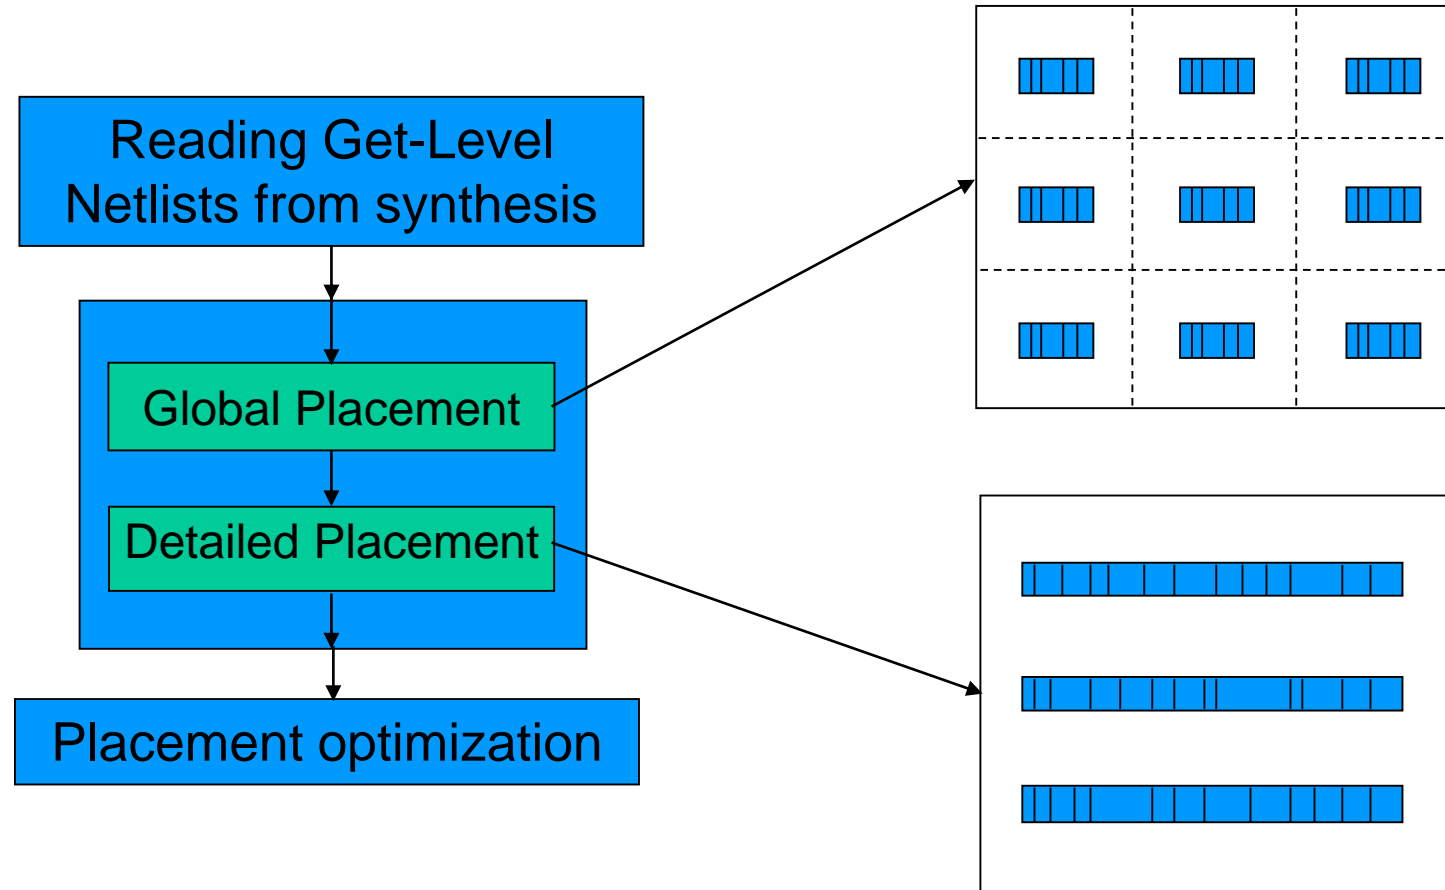 Reading Get-Level
Netlists from synthesis
Global Placement
Detailed Placement
Placement optimization